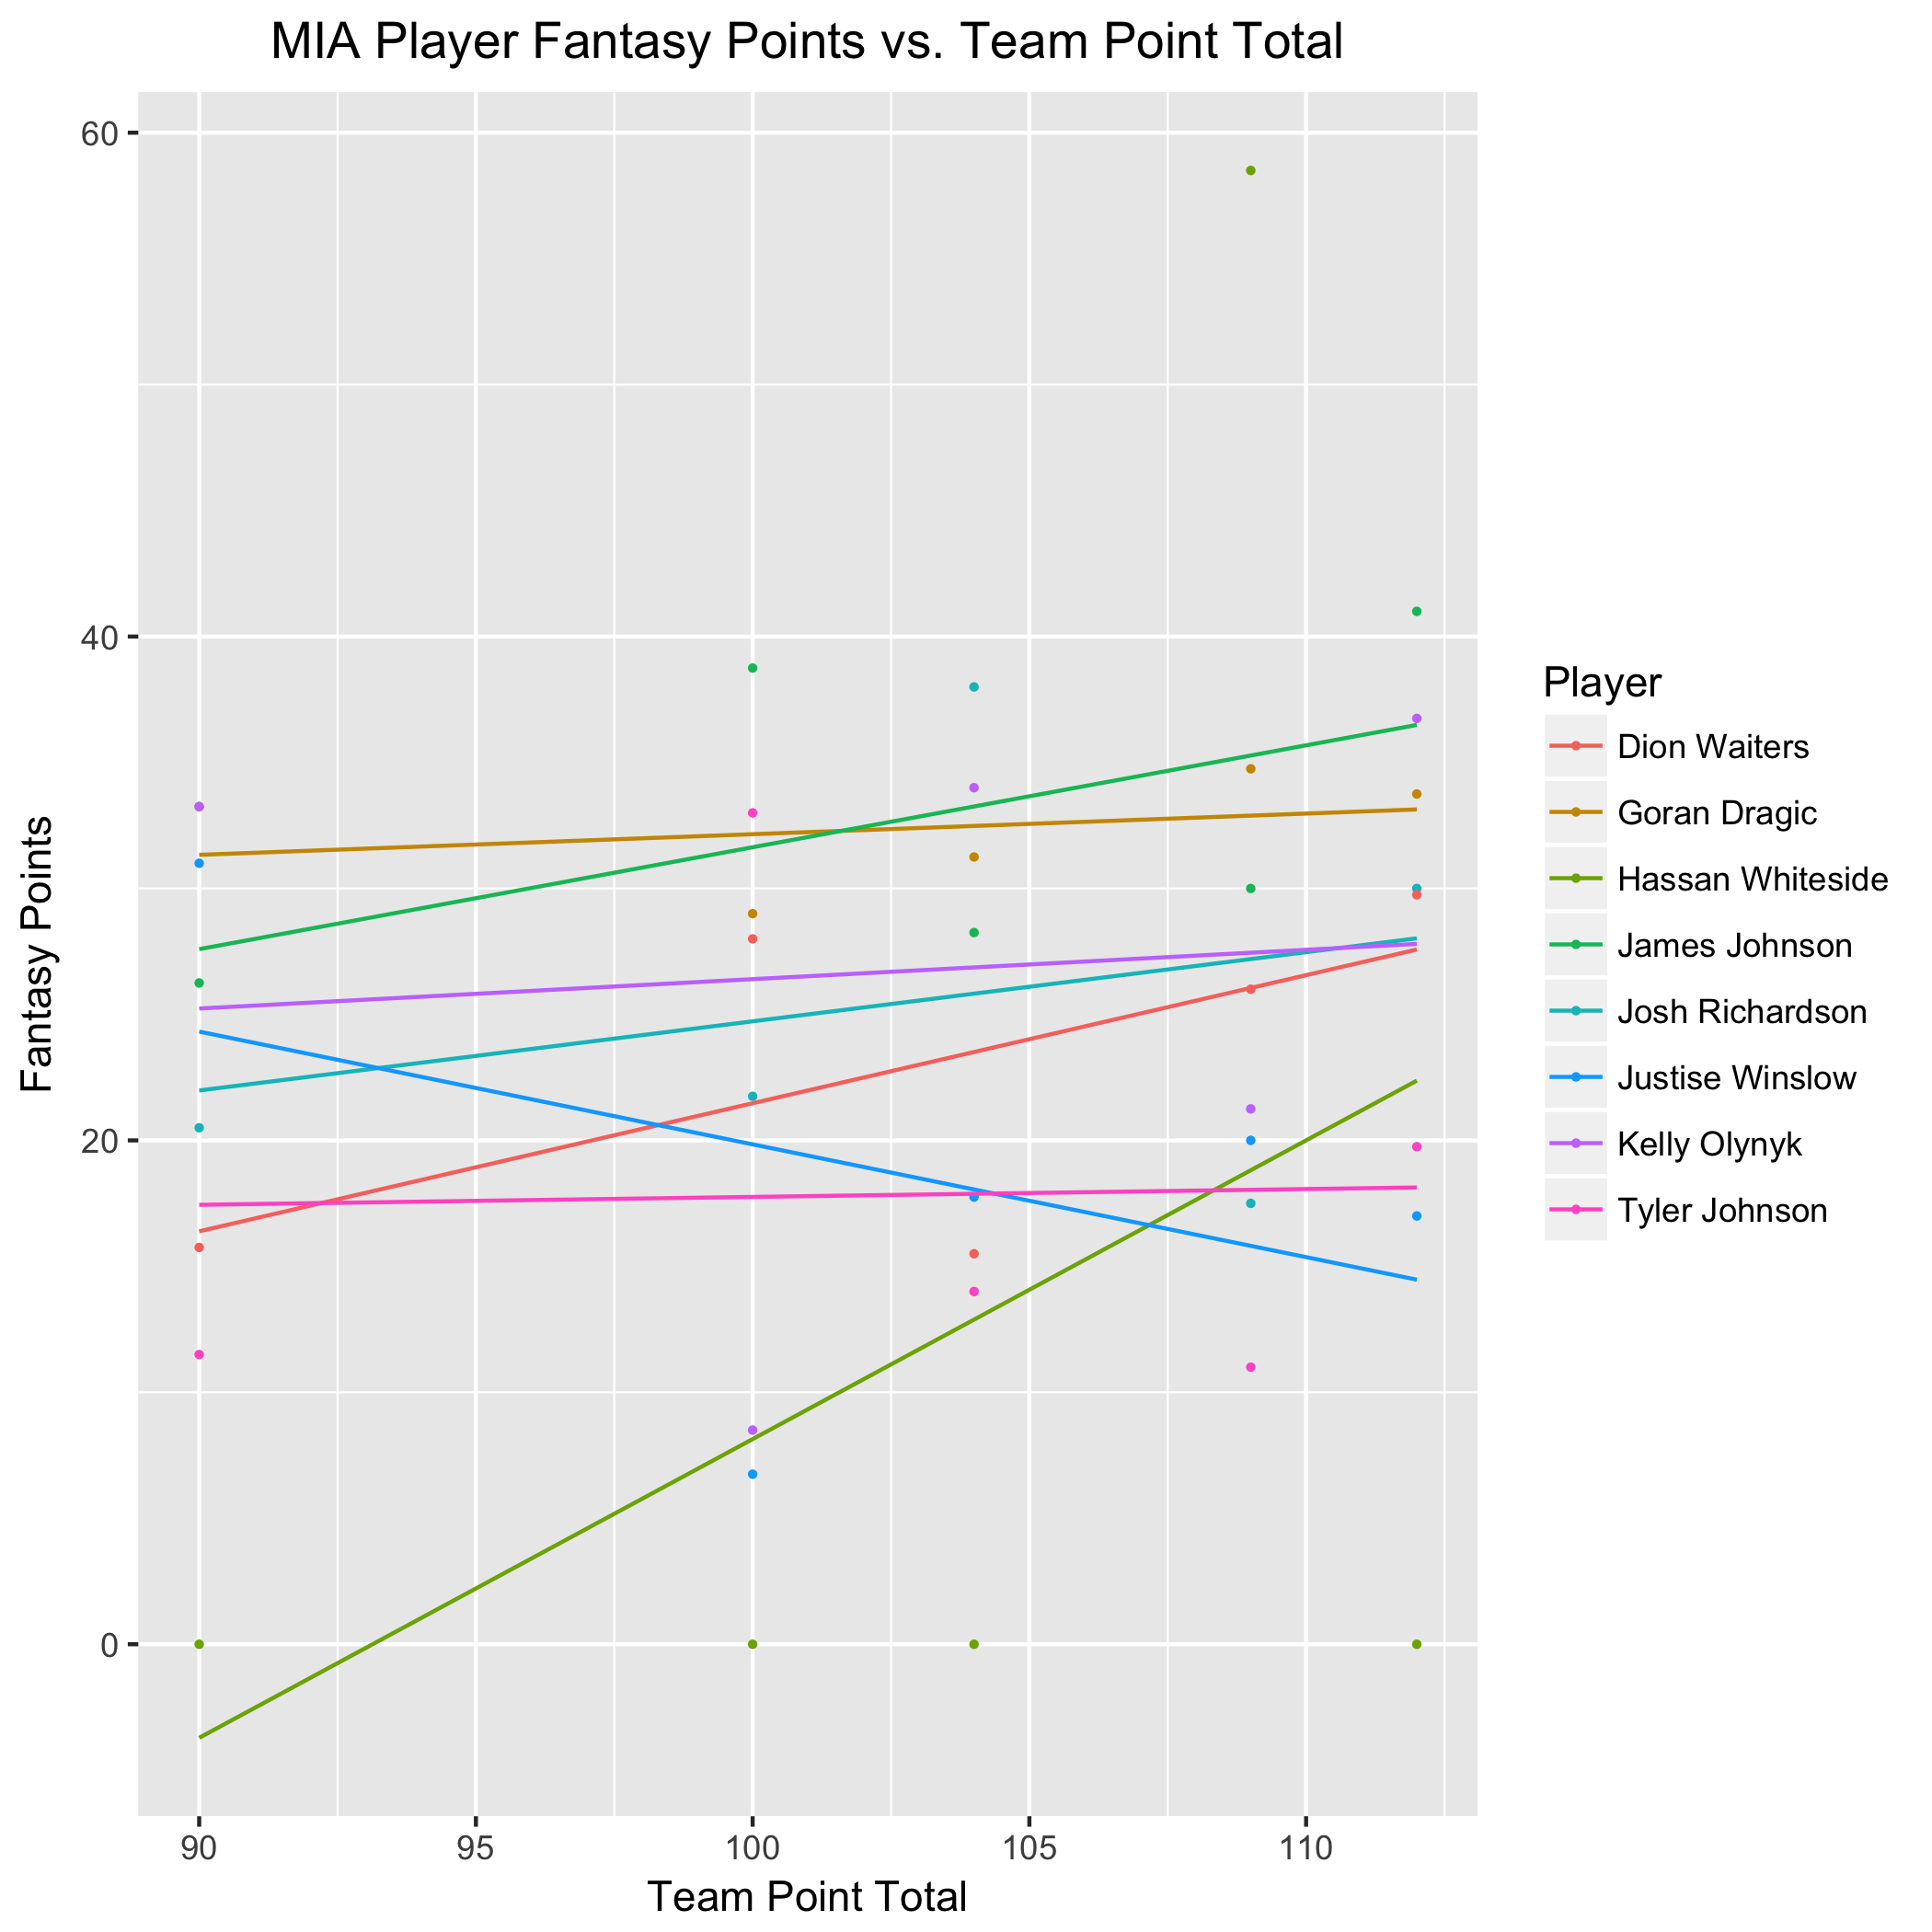 MIA Player Fantasy Points vs. Team Point Total
60
40
20
0
Fantasy Points
90 95 100 105 110
Team Point Total
Player
Dion Waiters
Goran Dragic
Hassan Whiteside
James Johnson
Josh Richardson
Justise Winslow
Kelly Olynyk
Tyler Johnson